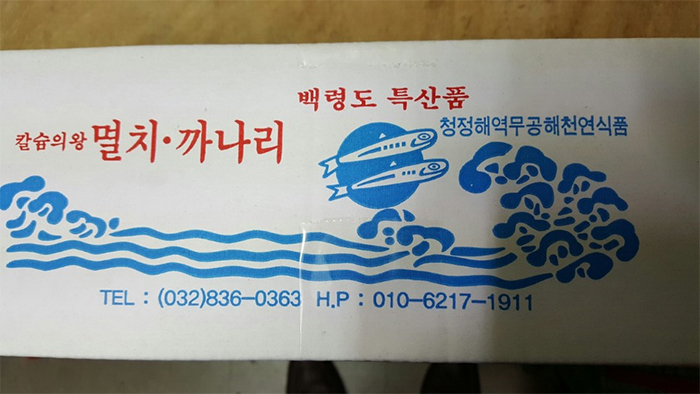 백령도 특산품
청정해역무공해천연식품
칼슘의왕 멸치·까나리
TEL : (032)836-0363 H.P : 010-6217-1911